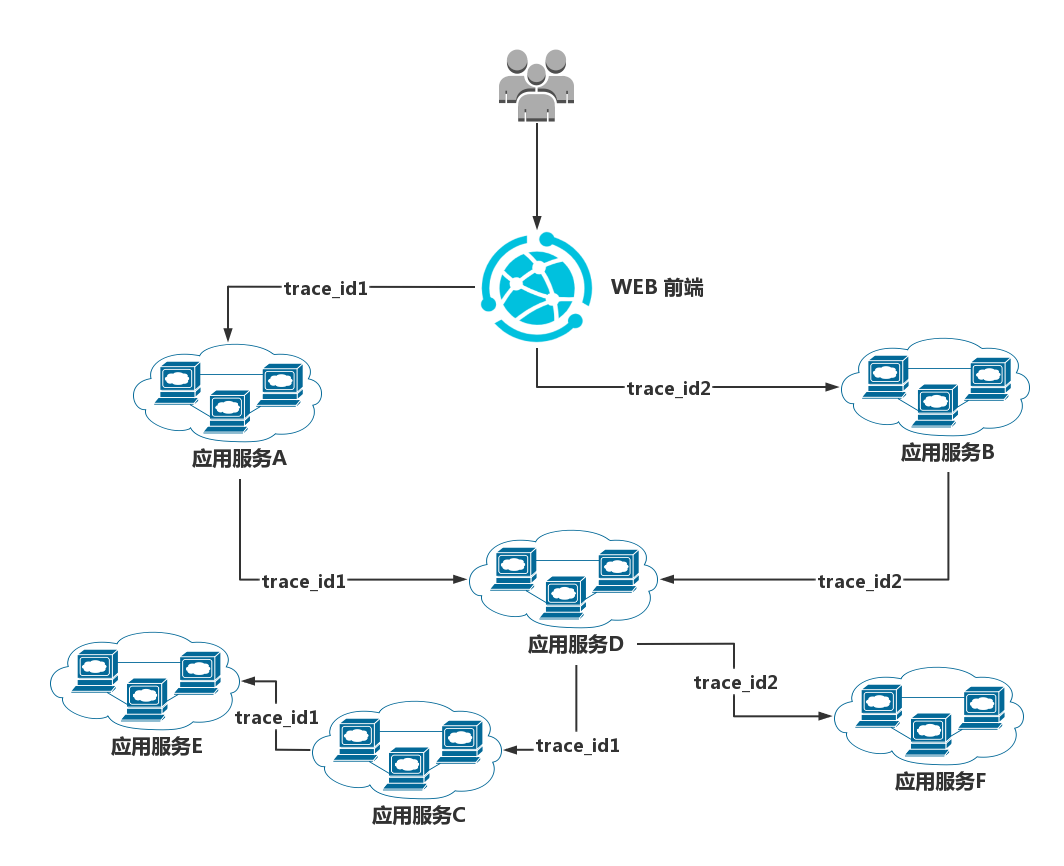 WEB 前端
trace_id1
trace_id2
应用服务A
应用服务B
trace_id1
trace_id2
应用服务D
trace_id2
trace_id1
trace_id1
应用服务E
应用服务F
应用服务C